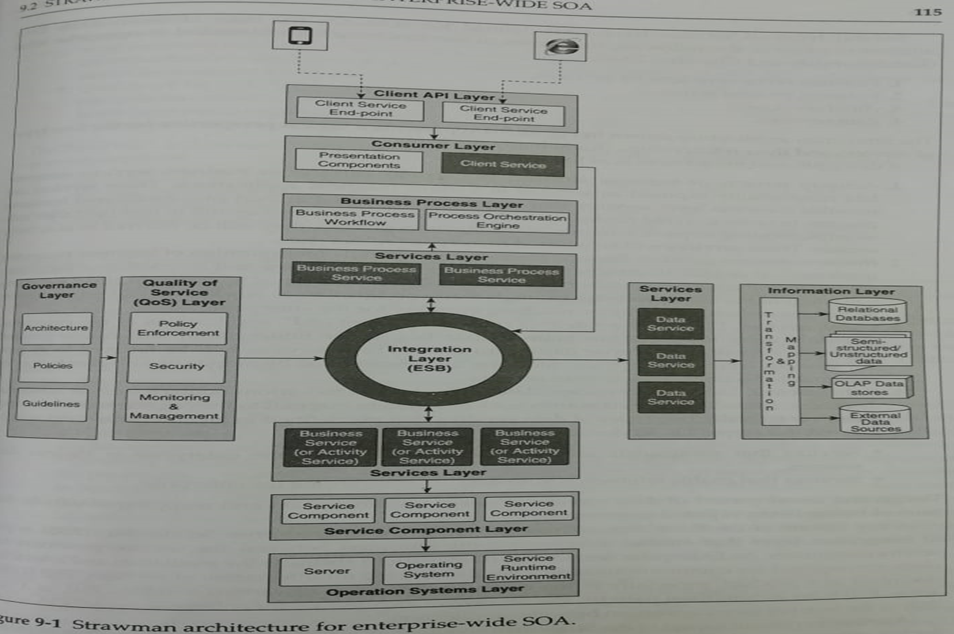 9.2
ENTERPRISE-WIDE SOA
115
Client API Layer
Client Service
End-point
Client Service
End-point
Consumer Layer
Presentation
Components
Client Service
Business Process Layer
Business Process
Workflow
Process Orchestration
Engine
Services Layer
Business Process
Service
Business Process
Service
Governance
Layer
Architecture
Policies
Guidelines
Quality of
Service
(QoS) Layer
Policy
Enforcement
Security
Monitoring
&
Management
Integration
Layer
(ESB)
Services
Layer
Data
Service
Data
Service
Data
Service
Information Layer
Transformation
&
Mapping
Relational
Databases
Semi-
structured/
Unstructured
data
OLAP Data
stores
External
Data
Sources
Business
Service
(or Activity
Service)
Business
Service
(or Activity
Service)
Business
Service
(or Activity
Service)
Services Layer
Service
Component
Service
Component
Service
Component
Service Component Layer
Server
Operating
System
Service
Runtime
Environment
Operation Systems Layer
gure 9-1 Strawman architecture for enterprise-wide SOA.